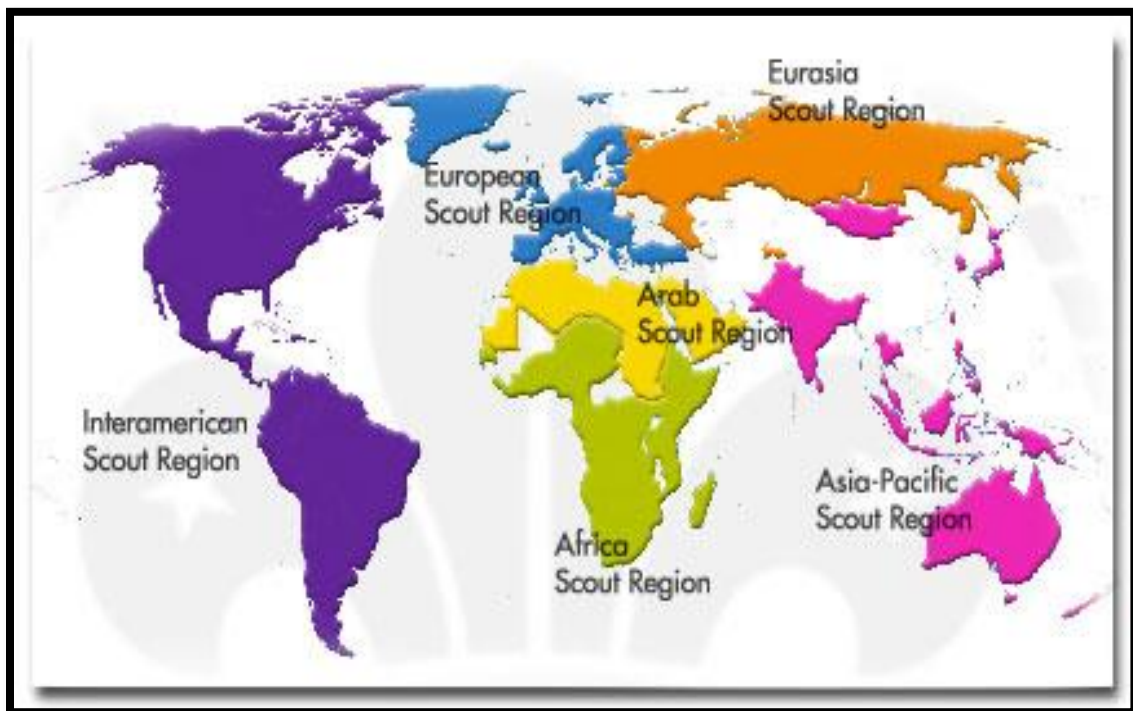 Eurasia
Scout Region
European
Scout Region
Arab
Scout Region
Interamerican
Scout Region
Asia-Pacific
Scout Region
Africa
Scout Region